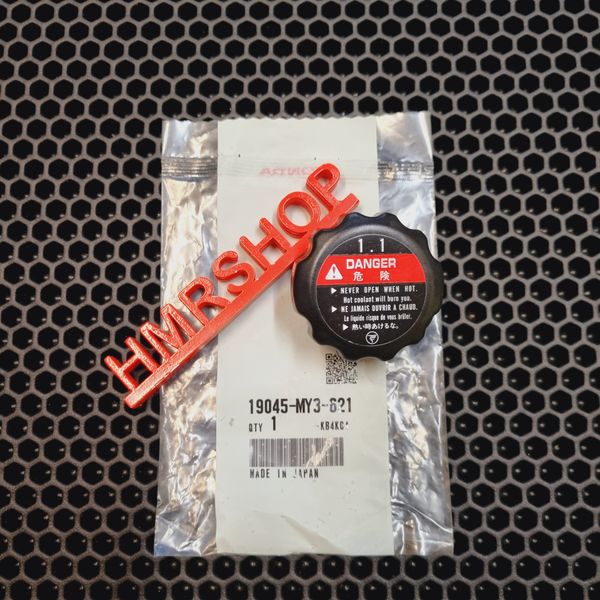 HONDA
HMRSHOP
1.1
DANGER
危険
▶ NEVER OPEN WHEN HOT.
Hot coolant will burn you.
▶ NE JAMAIS OUVRIR A CHAUD.
Le liquide risque de vous brûler.
▶ 熱い時あけるな。
19045-MY3-621
QTY 1
MADE IN JAPAN